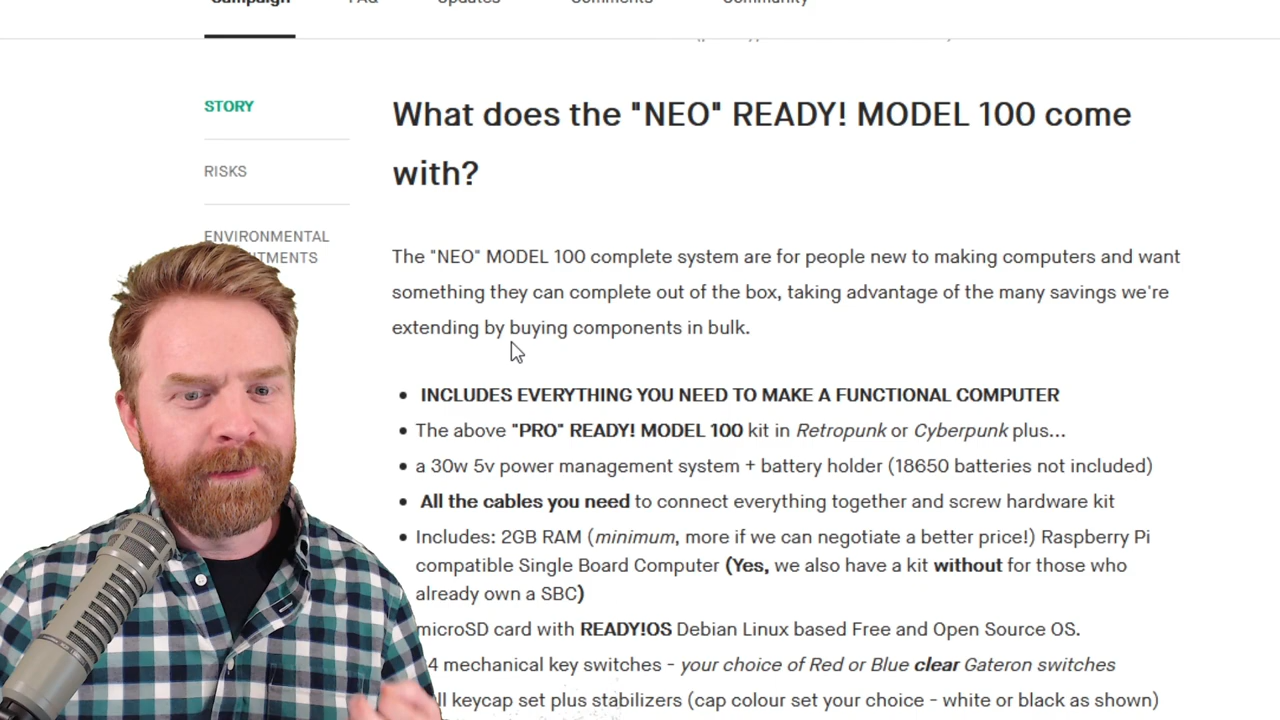 Campaign FAQ Updates Comments Community
STORY
RISKS
ENVIRONMENTAL
What does the "NEO" READY! MODEL 100 come
with?
The "NEO" MODEL 100 complete system are for people new to making computers and want
something they can complete out of the box, taking advantage of the many savings we're
extending by buying components in bulk.
• INCLUDES EVERYTHING YOU NEED TO MAKE A FUNCTIONAL COMPUTER
• The above "PRO" READY! MODEL 100 kit in Retropunk or Cyberpunk plus...
• a 30w 5v power management system + battery holder (18650 batteries not included)
• All the cables you need to connect everything together and screw hardware kit
• Includes: 2GB RAM (minimum, more if we can negotiate a better price!) Raspberry Pi
compatible Single Board Computer (Yes, we also have a kit without for those who
already own a SBC)
microSD card with READY!OS Debian Linux based Free and Open Source OS.
4 mechanical key switches - your choice of Red or Blue clear Gateron switches
keycap set plus stabilizers (cap colour set your choice - white or black as shown)